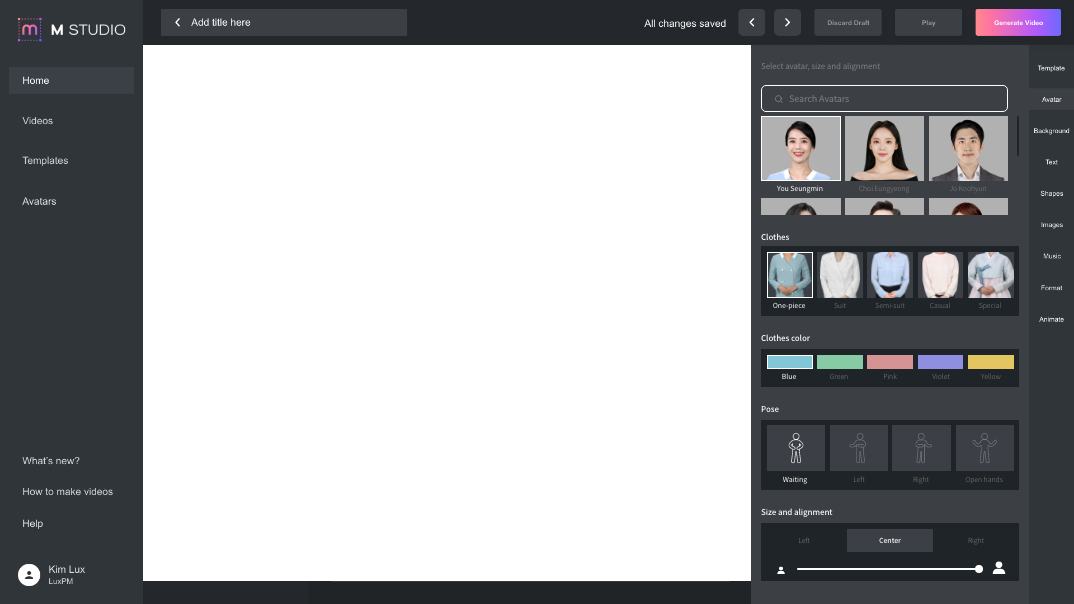 m M STUDIO
Home
Videos
Templates
Avatars
What's new?
How to make videos
Help
Kim Lux
LuxPM
Add title here
All changes saved
Discard Draft
Play
Generate Video
Select avatar, size and alignment
Search Avatars
You Seungmin
Choi Eungyeong
Jo Koohyun
Clothes
One-piece
Suit
Semi-suit
Casual
Special
Clothes color
Blue
Green
Pink
Violet
Yellow
Pose
Waiting
Left
Right
Open hands
Size and alignment
Left
Center
Right
Template
Avatar
Background
Text
Shapes
Images
Music
Format
Animate